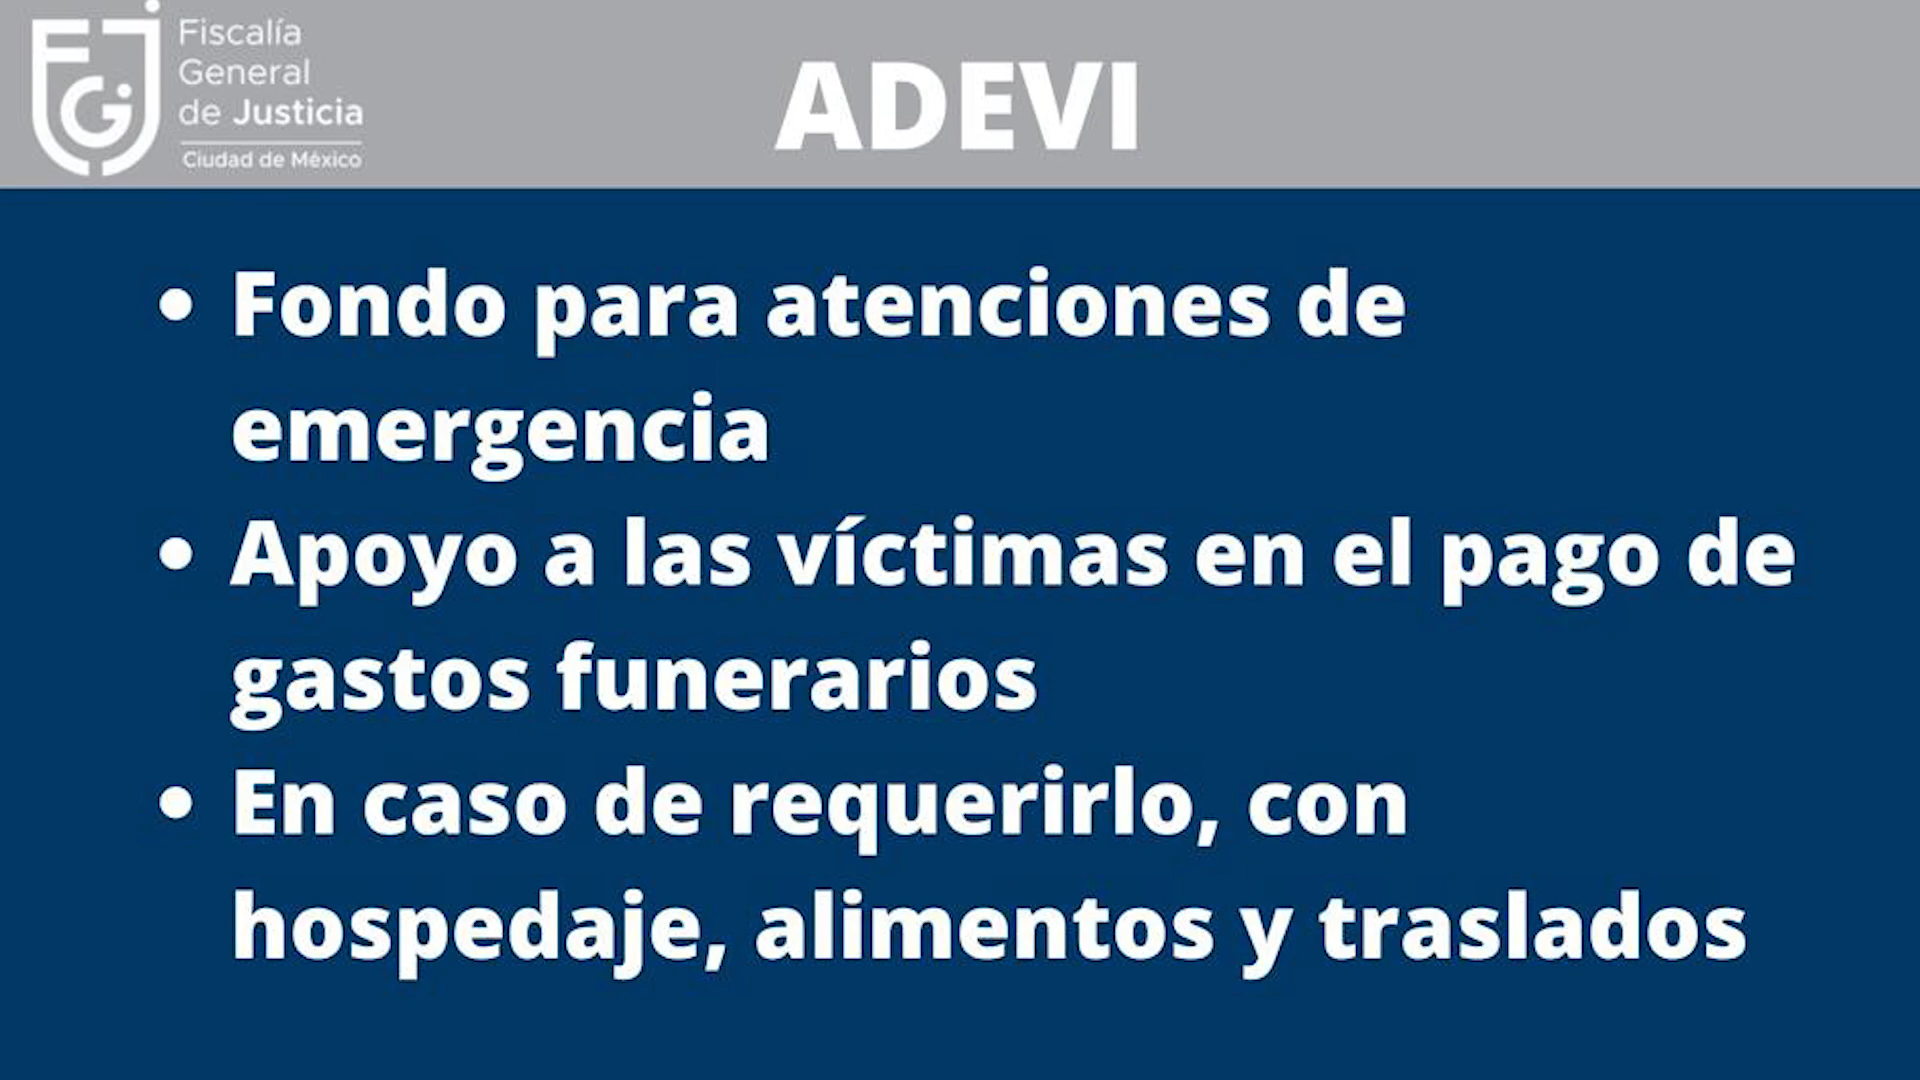 Fiscalía
General
de Justicia
Ciudad de México
ADEVI
• Fondo para atenciones de
emergencia
• Apoyo a las víctimas en el pago de
gastos funerarios
• En caso de requerirlo, con
hospedaje, alimentos y traslados